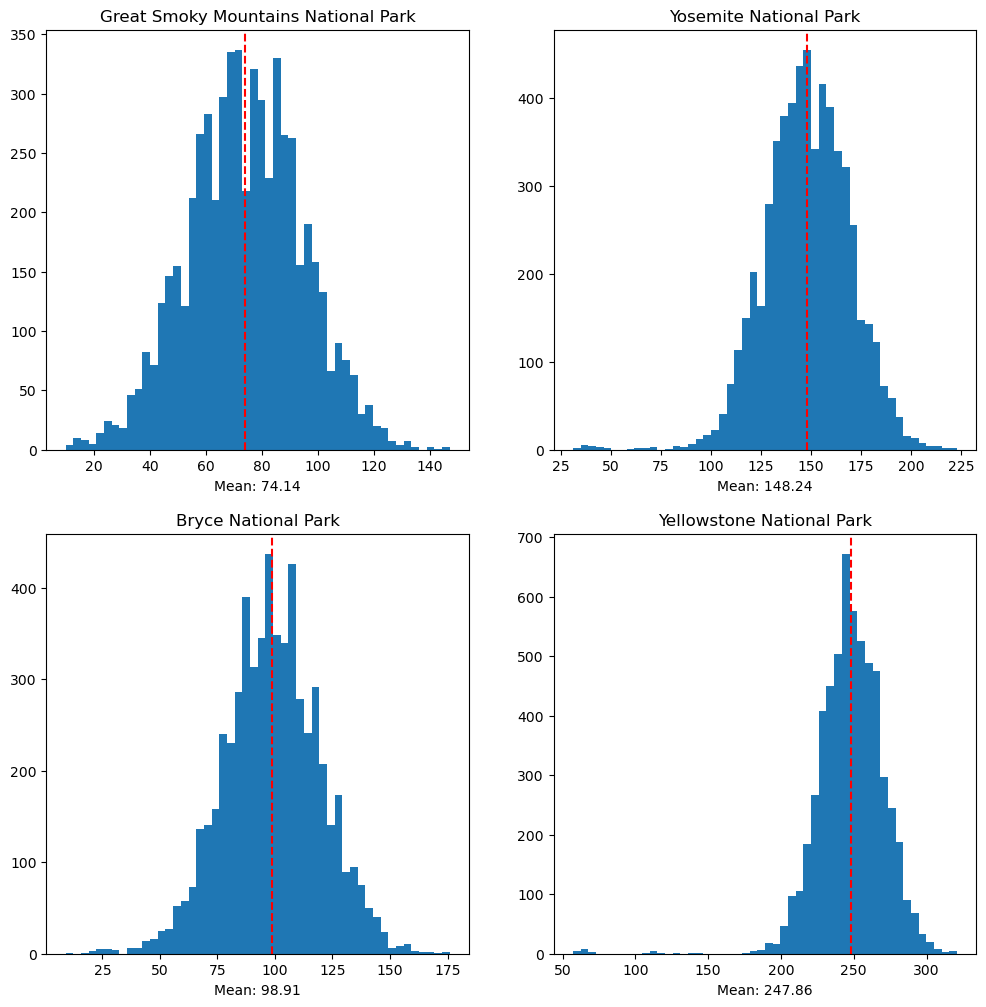 Great Smoky Mountains National Park
350
300
250
200
150
100
50
0
20 40 60 80 100 120 140
Mean: 74.14
Yosemite National Park
400
300
200
100
0
25 50 75 100 125 150 175 200 225
Mean: 148.24
Bryce National Park
400
300
200
100
0
25 50 75 100 125 150 175
Mean: 98.91
Yellowstone National Park
700
600
500
400
300
200
100
0
50 100 150 200 250 300
Mean: 247.86